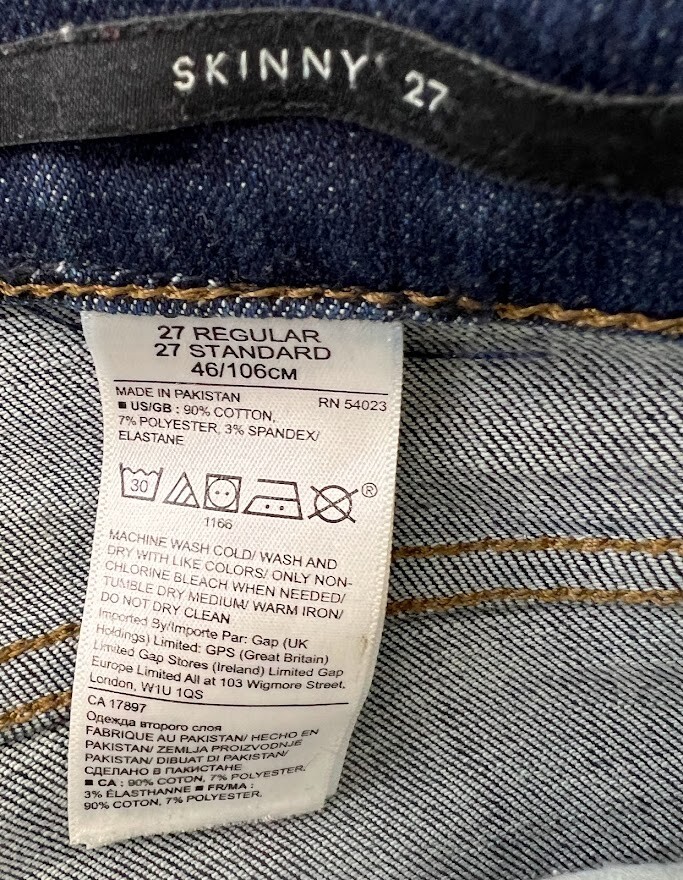 SKINNY 27
27 REGULAR
27 STANDARD
46/106CM
MADE IN PAKISTAN RN 54023
■ US/GB : 90% COTTON,
7% POLYESTER, 3% SPANDEX/
ELASTANE
30 ®
1166
MACHINE WASH COLD/ WASH AND
DRY WITH LIKE COLORS/ ONLY NON-
CHLORINE BLEACH WHEN NEEDED/
TUMBLE DRY MEDIUM/ WARM IRON/
DO NOT DRY CLEAN
Imported By/Importe Par: Gap (UK
Holdings) Limited: GPS (Great Britain)
Limited Gap Stores (Ireland) Limited Gap
Europe Limited All at 103 Wigmore Street,
London, W1U 1QS
CA 17897
Одежда второго слоя
FABRIQUE AU PAKISTAN/ HECHO EN
PAKISTAN/ ZEMLJA PROIZVODNJE
PAKISTAN/ DIBUAT DI PAKISTAN/
СДЕЛАНО В ПАКИСТАНЕ
■ CA : 90% COTON, 7% POLYESTER,
3% ÉLASTHANNE ■ FR/MA :
90% COTON, 7% POLYESTER,